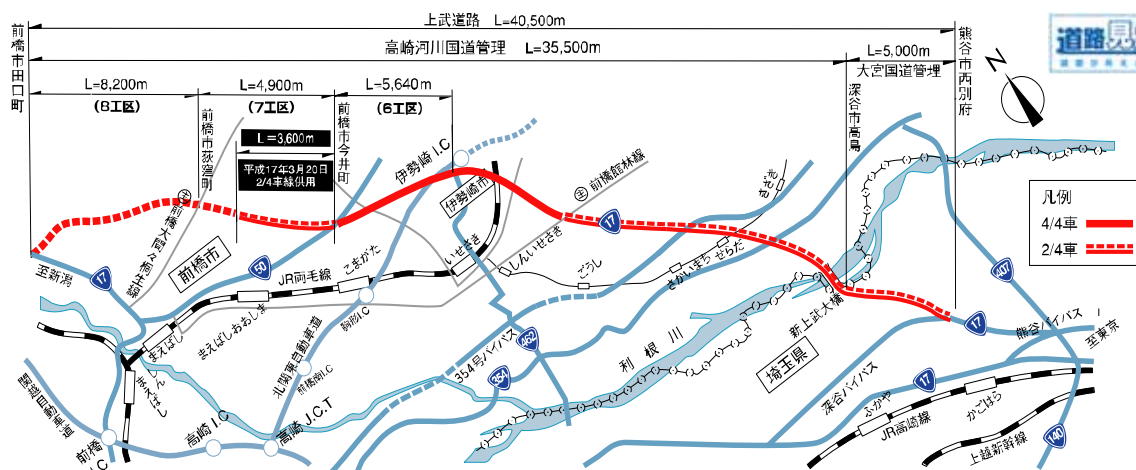 上武道路 L=40,500m
高崎河川国道管理 L=35,500m
L=5,000m
大宮国道管理
L=8,200m
(8工区)
L=4,900m
(7工区)
L=5,640m
(6工区)
L=3,600m
平成17年3月20日
2/4車線供用
前橋市田口町
前橋市荻窪町
前橋市今井町
深谷市高島
熊谷市西別府
道路見
N
凡例
4/4車
2/4車
伊勢崎I.C
伊勢崎市
主 前橋館林線
主 前橋大間々桐生線
前橋市
至新潟
17
50
17
407
JR両毛線
こまがた
いせさき
しんいせさき
ごうし
さかいまち
せらだ
まえばし
まえばしおおしま
しんまえばし
駒形I.C
北関東自動車道
前橋南I.C
354号バイパス
462
354
利根川
新上武大橋
埼玉県
17
熊谷バイパス
至東京
深谷バイパス
17
ふかや
かごはら
JR高崎線
上越新幹線
140
関越自動車道
前橋I.C
高崎I.C
高崎J.C.T